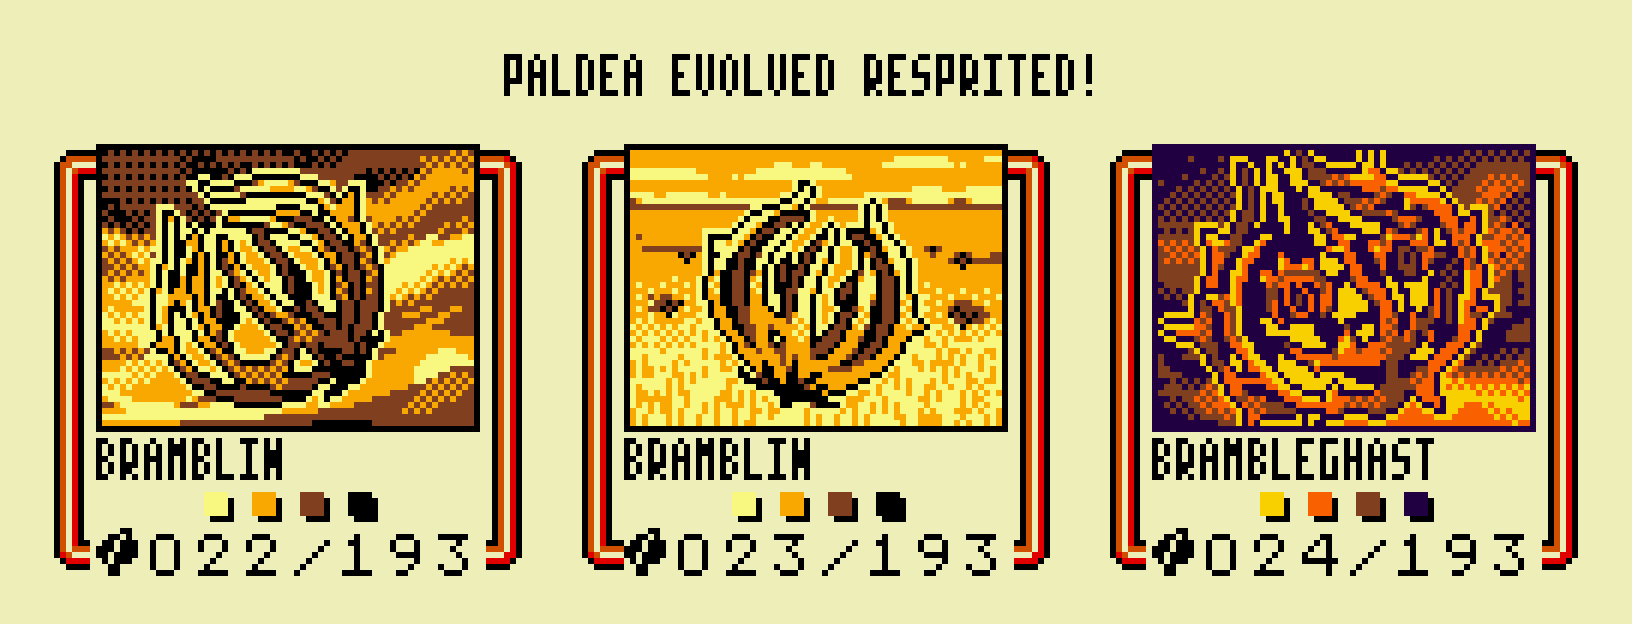 PALDEA EVOLVED RESPRITED!
BRAMBLIN
022/193
BRAMBLIN
023/193
BRAMBLEGHAST
024/193